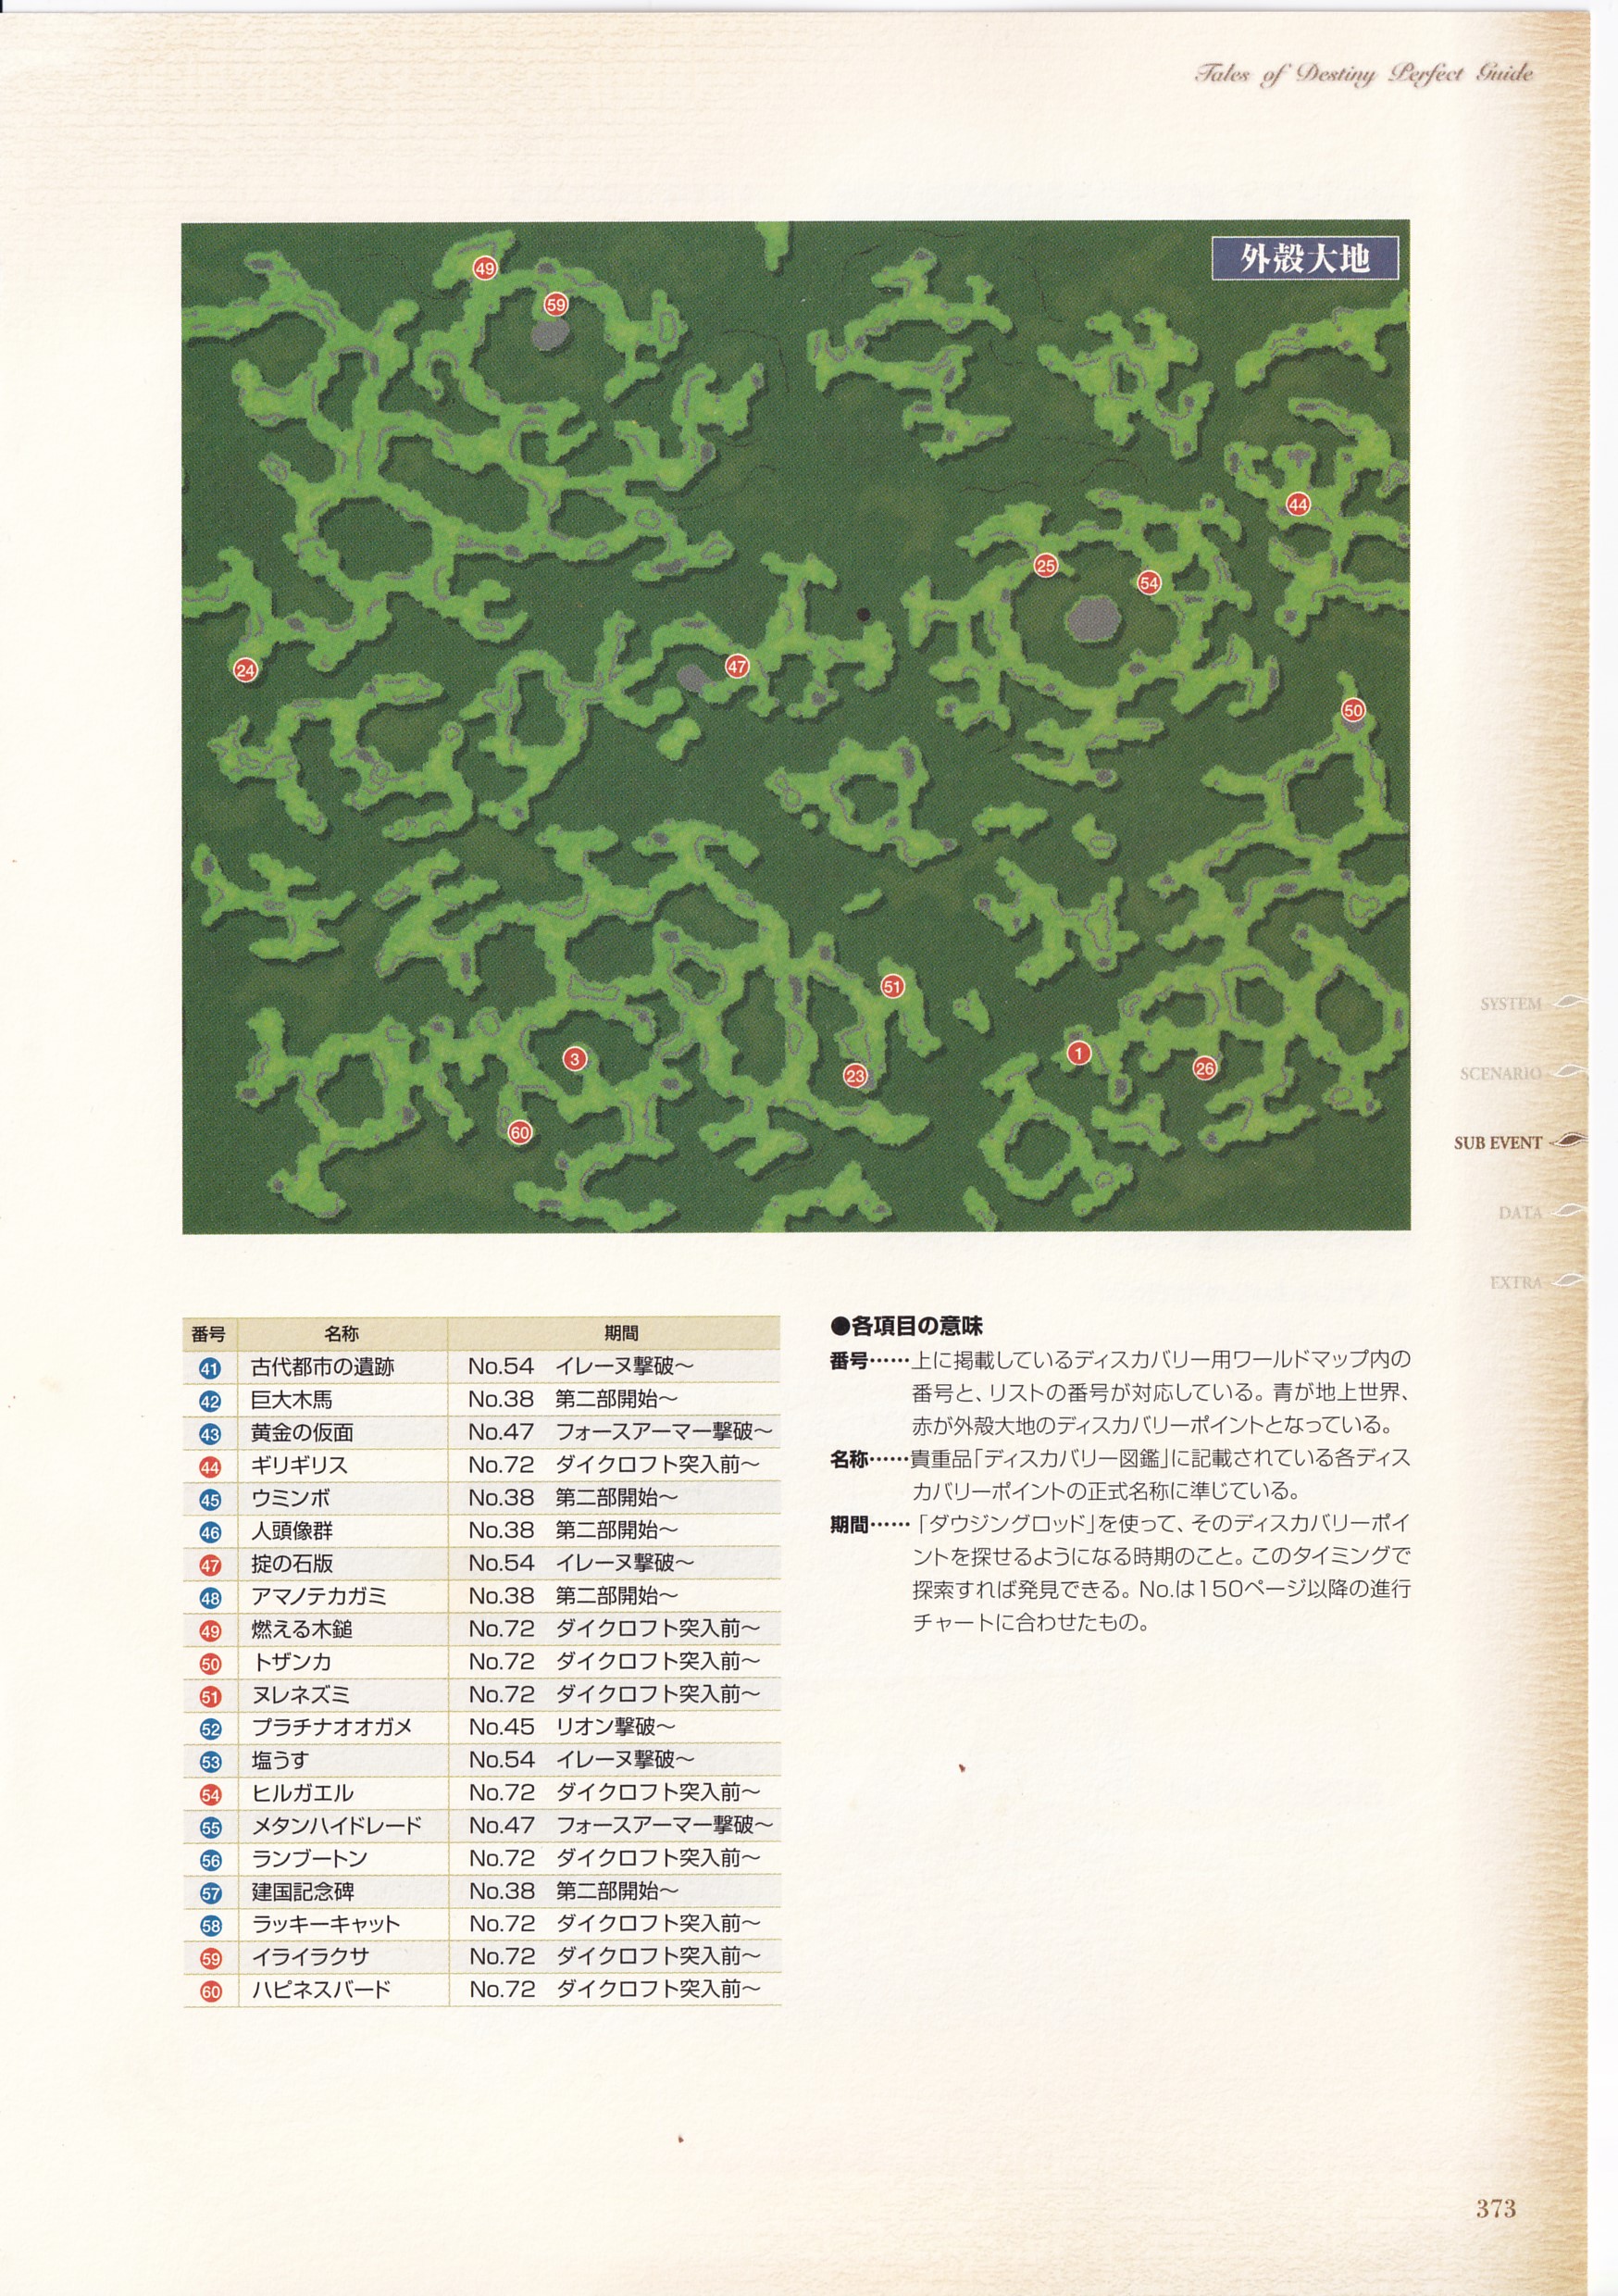 Tales of Destiny Perfect Guide
外殻大地
49
59
44
25
54
24
47
50
51
3
1
23
26
60
SYSTEM
SCENARIO
SUB EVENT
DATA
EXTRA
番号 名称 期間
41 古代都市の遺跡 No.54 イレーヌ撃破〜
42 巨大木馬 No.38 第二部開始〜
43 黄金の仮面 No.47 フォースアーマー撃破〜
44 ギリギリス No.72 ダイクロフト突入前〜
45 ウミンボ No.38 第二部開始〜
46 人頭像群 No.38 第二部開始〜
47 掟の石版 No.54 イレーヌ撃破〜
48 アマノテカガミ No.38 第二部開始〜
49 燃える木鎚 No.72 ダイクロフト突入前〜
50 トザンカ No.72 ダイクロフト突入前〜
51 ヌレネズミ No.72 ダイクロフト突入前〜
52 プラチナオオガメ No.45 リオン撃破〜
53 塩うす No.54 イレーヌ撃破〜
54 ヒルガエル No.72 ダイクロフト突入前〜
55 メタンハイドレード No.47 フォースアーマー撃破〜
56 ランブートン No.72 ダイクロフト突入前〜
57 建国記念碑 No.38 第二部開始〜
58 ラッキーキャット No.72 ダイクロフト突入前〜
59 イライラクサ No.72 ダイクロフト突入前〜
60 ハピネスバード No.72 ダイクロフト突入前〜
●各項目の意味
番号……上に掲載しているディスカバリー用ワールドマップ内の
番号と、リストの番号が対応している。青が地上世界、
赤が外殻大地のディスカバリーポイントとなっている。
名称……貴重品「ディスカバリー図鑑」に記載されている各ディス
カバリーポイントの正式名称に準じている。
期間……「ダウジングロッド」を使って、そのディスカバリーポイ
ントを探せるようになる時期のこと。このタイミングで
探索すれば発見できる。No.は150ページ以降の進行
チャートに合わせたもの。
373